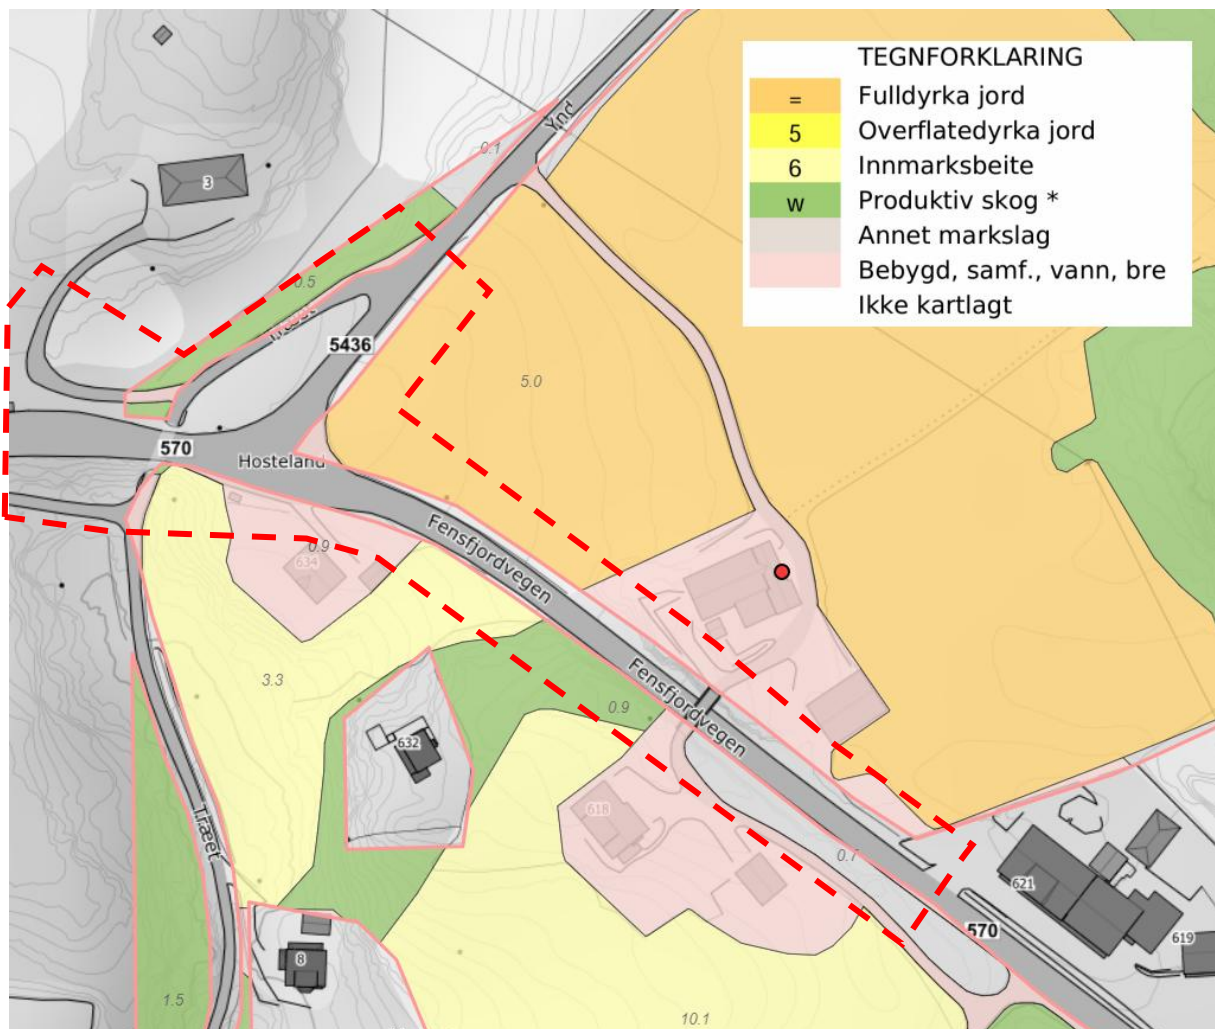 TEGNFORKLARING
= Fulldyrka jord
5 Overflatedyrka jord
6 Innmarksbeite
w Produktiv skog *
Annet markslag
Bebygd, samf., vann, bre
Ikke kartlagt
Ynd
0.1
3
0.5
5436
5.0
570
Hosteland
Fensfjordvegen
0.9
634
3.3
Fensfjordvegen
0.9
632
618
Træet
0.7
621
570
619
8
1.5
10.1